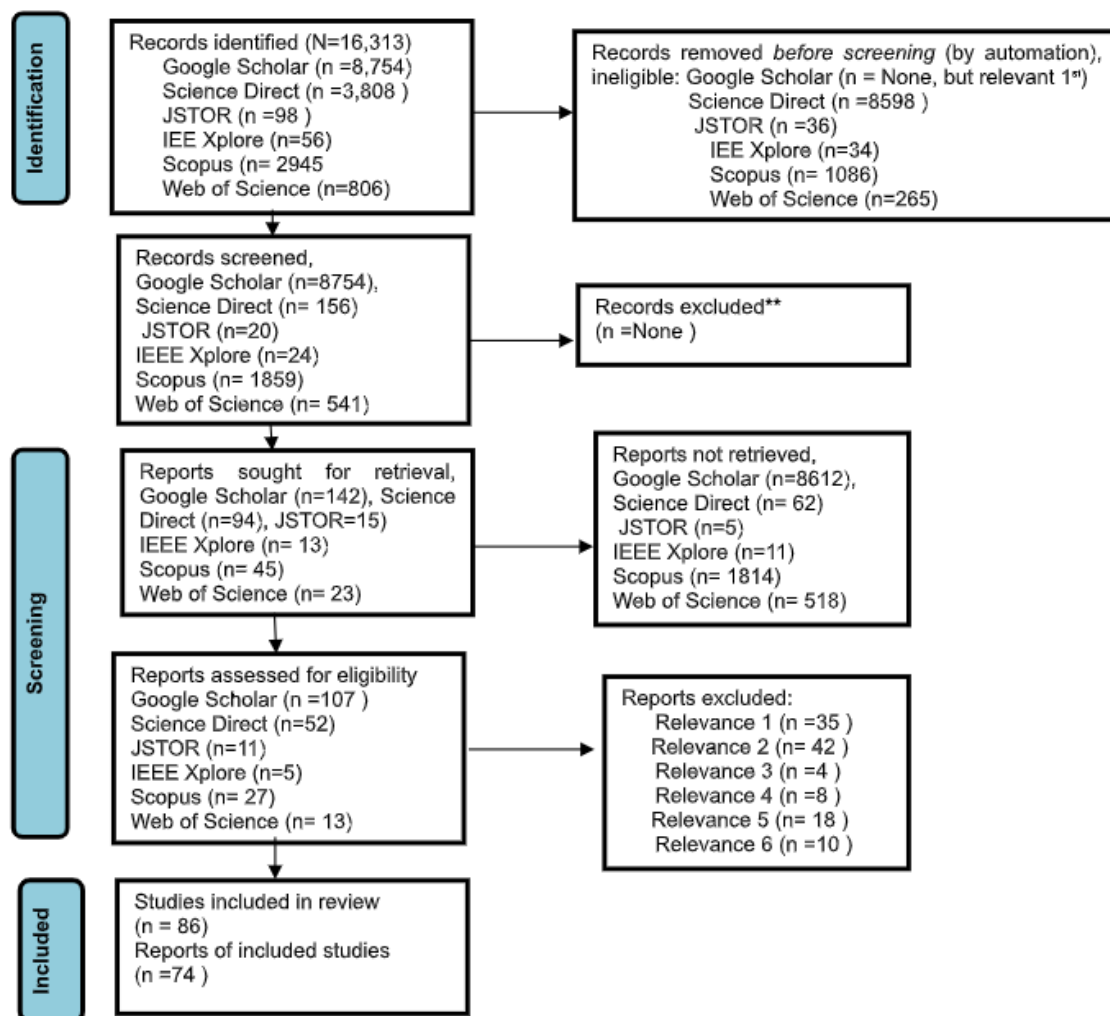 Identification
Records identified (N=16,313)
Google Scholar (n =8,754)
Science Direct (n =3,808 )
JSTOR (n =98 )
IEE Xplore (n=56)
Scopus (n= 2945
Web of Science (n=806)
Records removed before screening (by automation),
ineligible: Google Scholar (n = None, but relevant 1st)
Science Direct (n =8598 )
JSTOR (n =36)
IEE Xplore (n=34)
Scopus (n= 1086)
Web of Science (n=265)
Records screened,
Google Scholar (n=8754),
Science Direct (n= 156)
JSTOR (n=20)
IEEE Xplore (n=24)
Scopus (n= 1859)
Web of Science (n= 541)
Records excluded**
(n =None )
Screening
Reports sought for retrieval,
Google Scholar (n=142), Science
Direct (n=94), JSTOR=15)
IEEE Xplore (n= 13)
Scopus (n= 45)
Web of Science (n= 23)
Reports not retrieved,
Google Scholar (n=8612),
Science Direct (n= 62)
JSTOR (n=5)
IEEE Xplore (n=11)
Scopus (n= 1814)
Web of Science (n= 518)
Reports assessed for eligibility
Google Scholar (n =107 )
Science Direct (n=52)
JSTOR (n=11)
IEEE Xplore (n=5)
Scopus (n= 27)
Web of Science (n= 13)
Reports excluded:
Relevance 1 (n =35 )
Relevance 2 (n= 42 )
Relevance 3 (n =4 )
Relevance 4 (n =8 )
Relevance 5 (n= 18 )
Relevance 6 (n =10 )
Included
Studies included in review
(n = 86)
Reports of included studies
(n =74 )